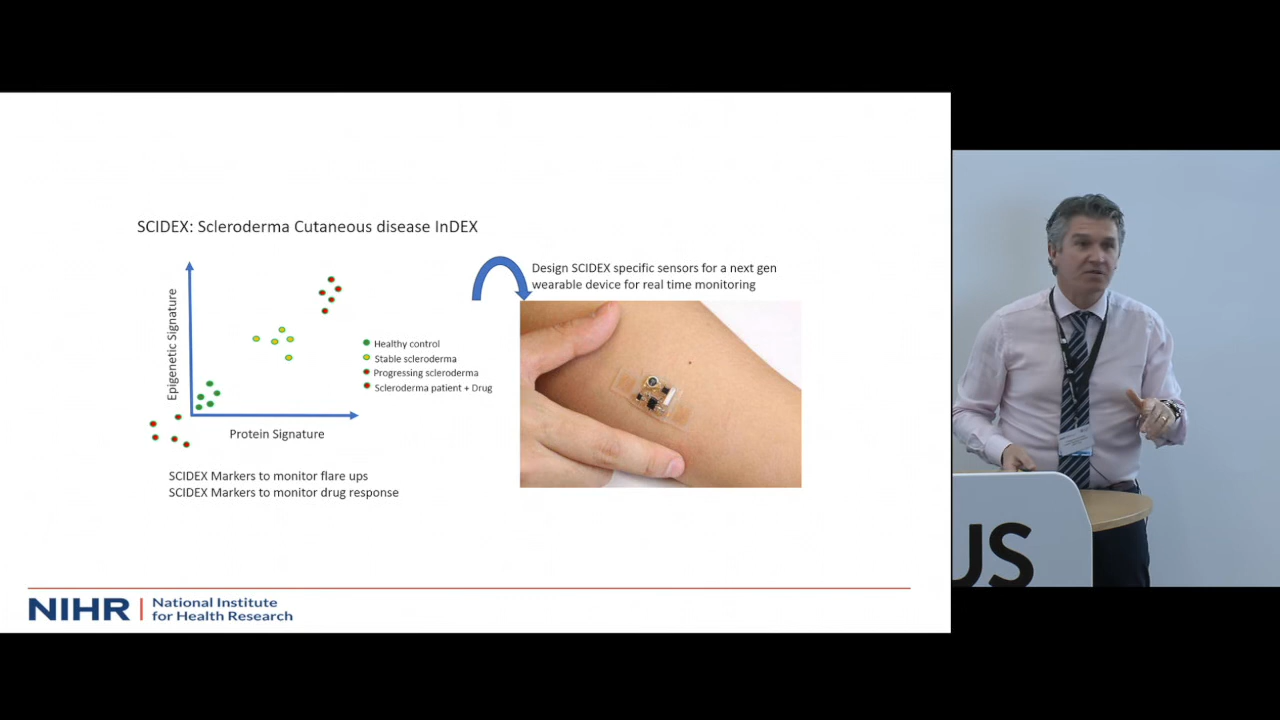 SCIDEX: Scleroderma Cutaneous disease InDEX
Epigenetic Signature
Protein Signature
Healthy control
Stable scleroderma
Progressing scleroderma
Scleroderma patient + Drug
SCIDEX Markers to monitor flare ups
SCIDEX Markers to monitor drug response
Design SCIDEX specific sensors for a next gen
wearable device for real time monitoring
NIHR
National Institute
for Health Research
US